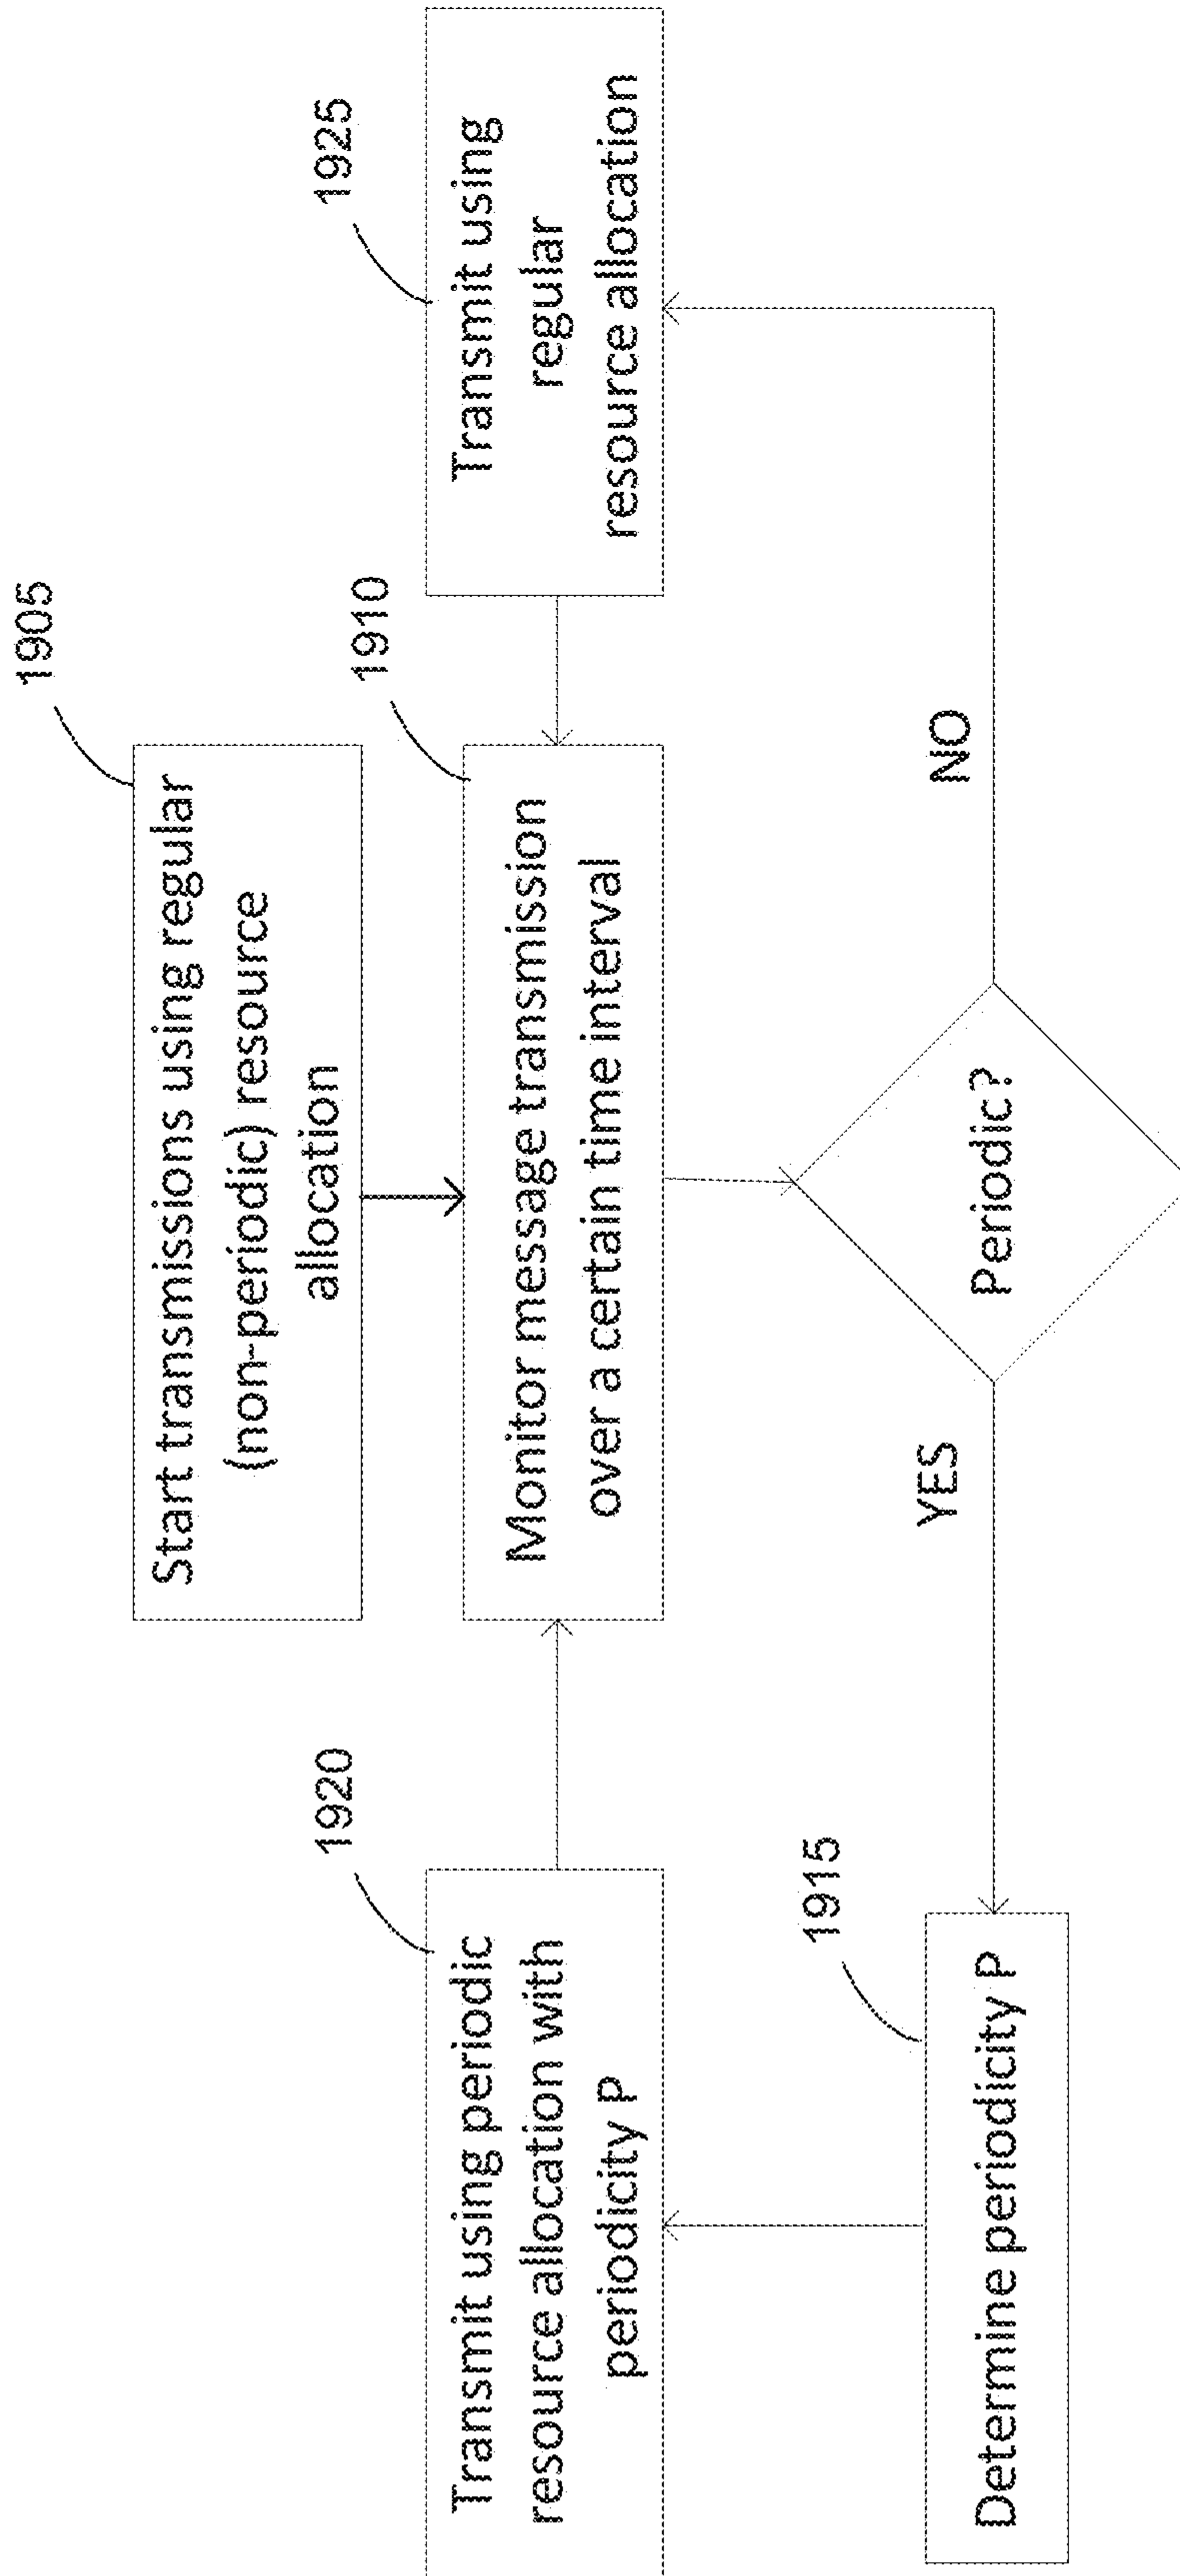 1905
Start transmissions using regular
(non-periodic) resource
allocation
1920
Transmit using periodic
resource allocation with
periodicity P
1910
Monitor message transmission
over a certain time interval
1925
Transmit using
regular
resource allocation
1915
Determine periodicity P
YES
Periodic?
NO